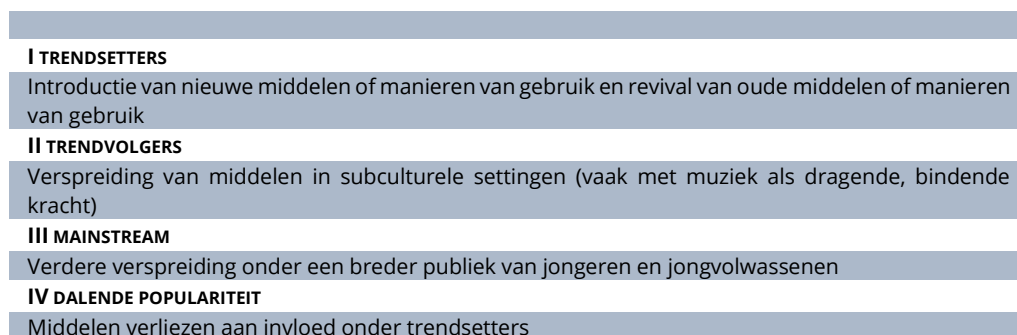 I TRENDSETTERS
Introductie van nieuwe middelen of manieren van gebruik en revival van oude middelen of manieren
van gebruik
II TRENDVOLGERS
Verspreiding van middelen in subculturele settingen (vaak met muziek als dragende, bindende
kracht)
III MAINSTREAM
Verdere verspreiding onder een breder publiek van jongeren en jongvolwassenen
IV DALENDE POPULARITEIT
Middelen verliezen aan invloed onder trendsetters